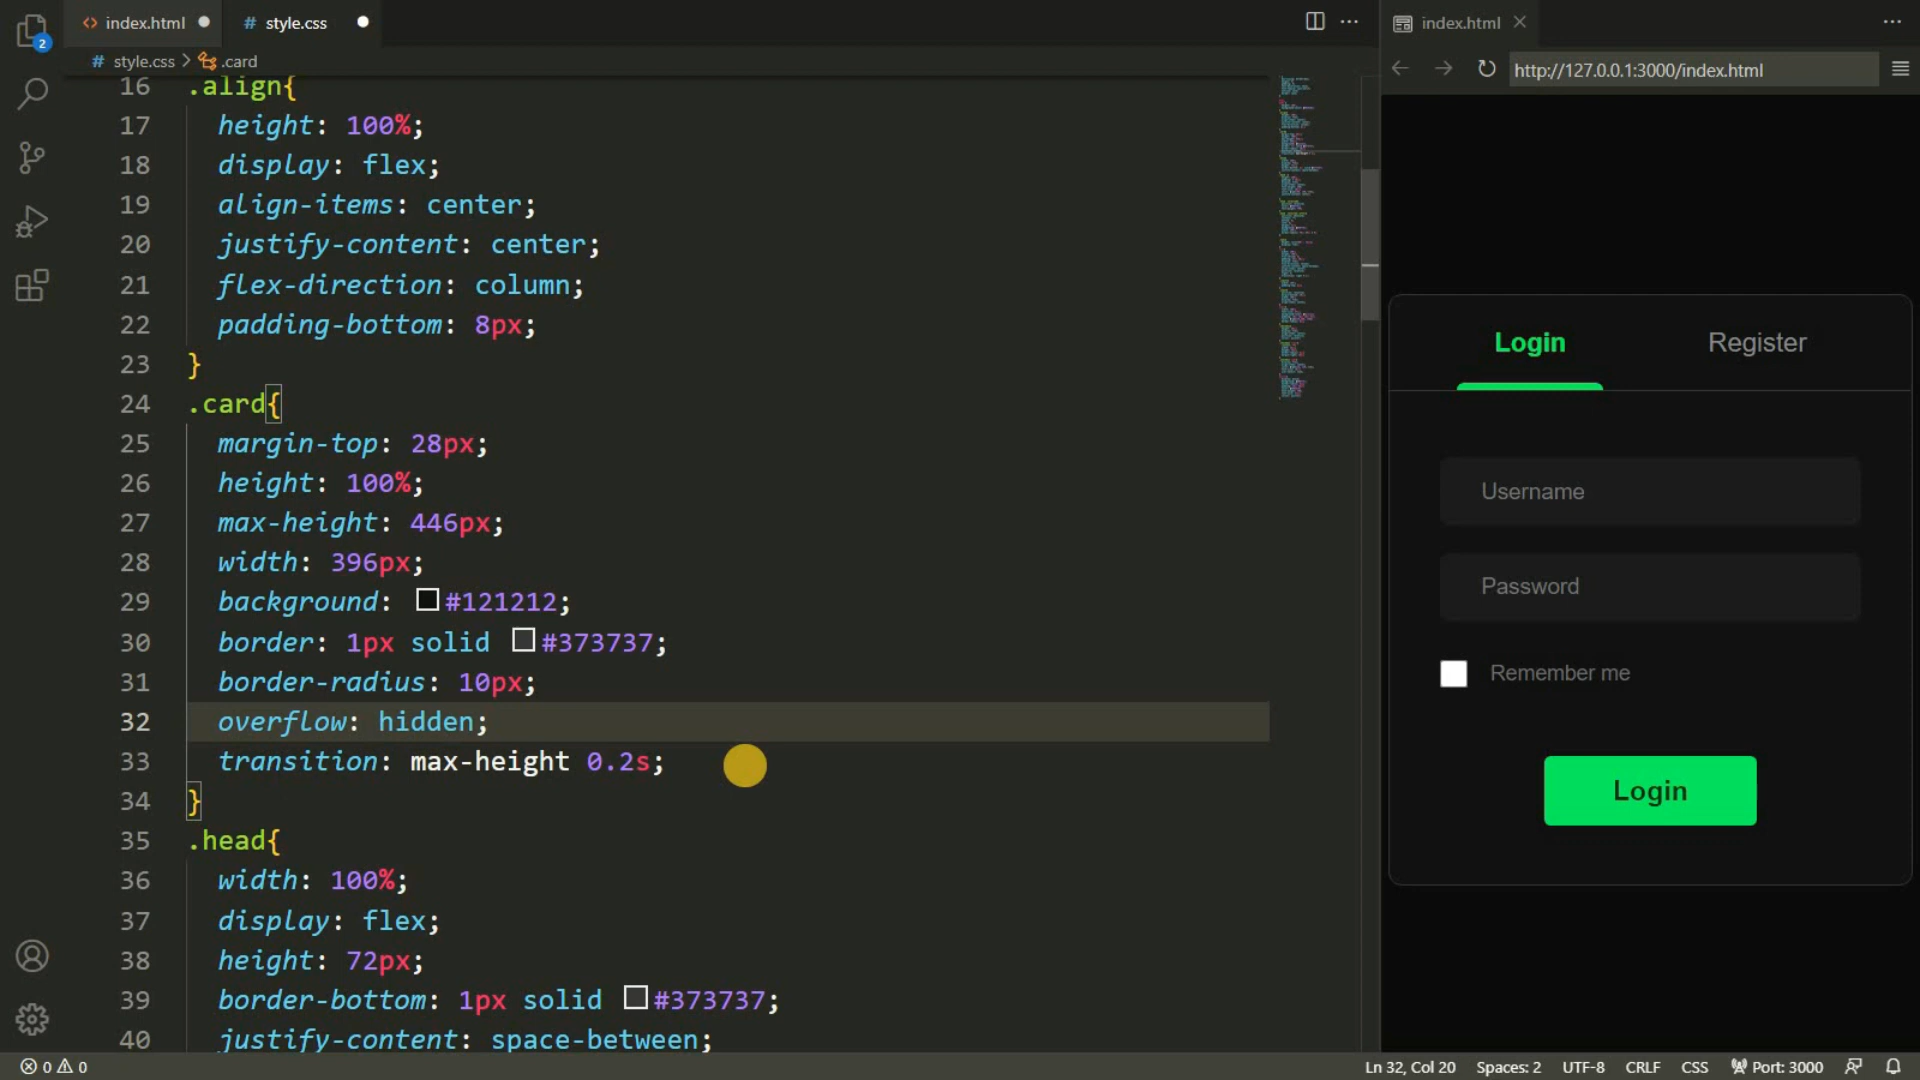 index.html
# style.css
index.html
# style.css > .card
http://127.0.0.1:3000/index.html
2
16 .align{
17 height: 100%;
18 display: flex;
19 align-items: center;
20 justify-content: center;
21 flex-direction: column;
22 padding-bottom: 8px;
23 }
24 .card{
25 margin-top: 28px;
26 height: 100%;
27 max-height: 446px;
28 width: 396px;
29 background: #121212;
30 border: 1px solid #373737;
31 border-radius: 10px;
32 overflow: hidden;
33 transition: max-height 0.2s;
34 }
35 .head{
36 width: 100%;
37 display: flex;
38 height: 72px;
39 border-bottom: 1px solid #373737;
40 justify-content: space-between;
Login Register
Username
Password
Remember me
Login
0 0
Ln 32, Col 20 Spaces: 2 UTF-8 CRLF CSS Port: 3000